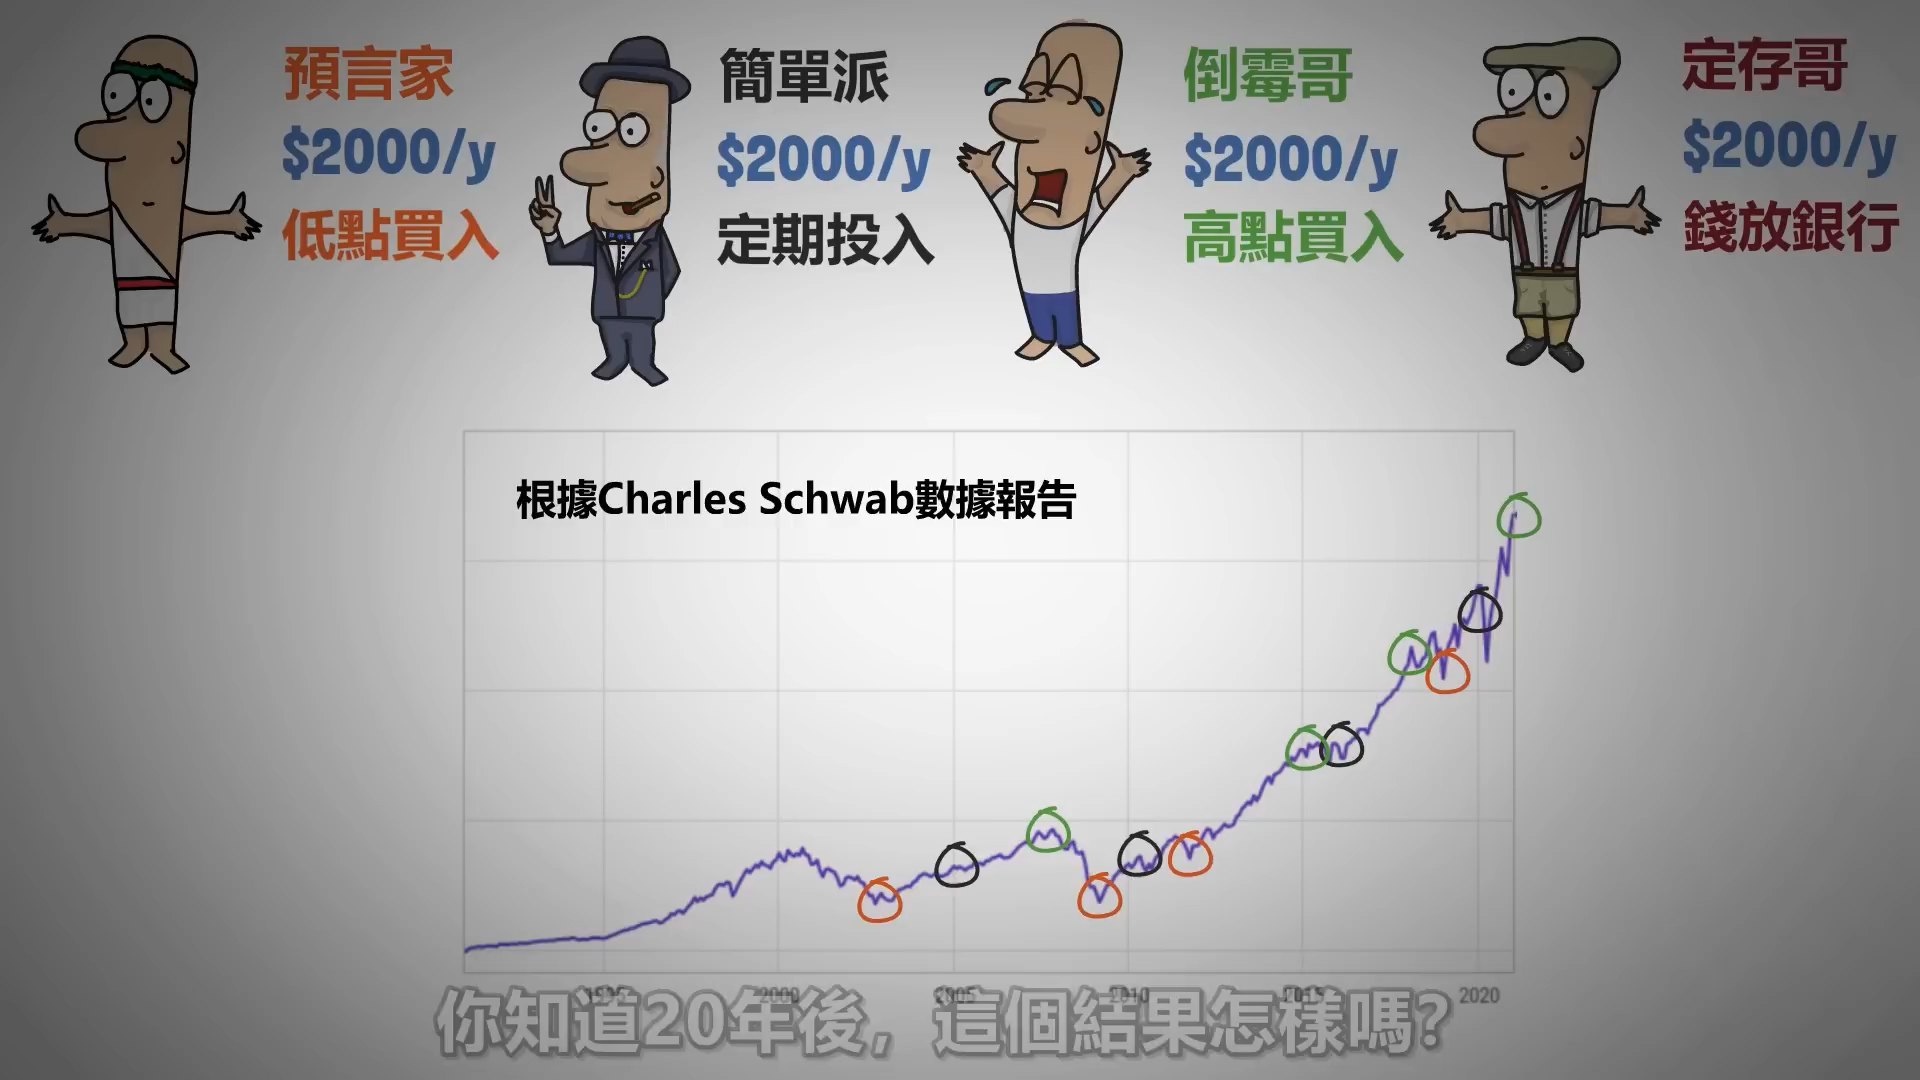 預言家
$2000/y
低點買入
簡單派
$2000/y
定期投入
倒霉哥
$2000/y
高點買入
定存哥
$2000/y
錢放銀行
根據Charles Schwab數據報告
1995 2000 2005 2010 2015 2020
你知道20年後，這個結果怎樣嗎?